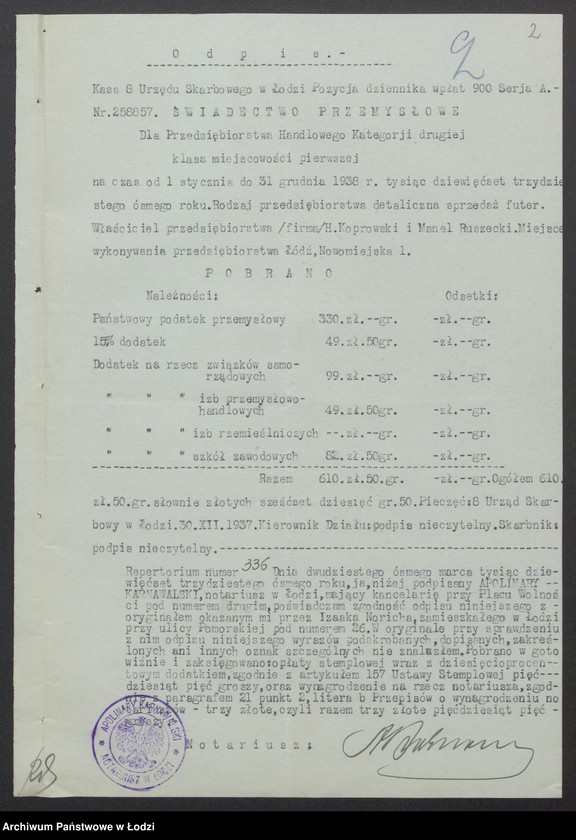 2
2
O d p i s . -
Kasa 8 Urzędu Skarbowego w Łodzi Pozycja dziennika wpłat 900 Serja A.-
Nr.258857. Ś W I A D E C T W O P R Z E M Y S Ł O W E
Dla Przedsiębiorstwa Handlowego Kategorji drugiej
klasa miejscowości pierwszej
na czas od 1 stycznia do 31 grudnia 1938 r. tysiąc dziewięćset trzydzie
stego ósmego roku.Rodzaj przedsiębiorstwa detaliczna sprzedaż futer.
Właściciel przedsiębiorstwa /firma/H.Koprowski i Manel Ruszecki.Miejsce
wykonywania przedsiębiorstwa Łódź,Nowomiejska 1.
P O B R A N O
Należności: Odsetki:
Państwowy podatek przemysłowy 330.zł.--gr. -zł.--gr.
15% dodatek 49.zł.50gr. -zł.--gr.
Dodatek na rzecz związków samo-
rządowych 99.zł.--gr. -zł.--gr.
" " " izb przemysłowo-
handlowych 49.zł.50gr. -zł.--gr.
" " " izb rzemieślniczych --.zł.--gr. -zł.--gr.
" " " szkół zawodowych 82.zł.50gr. -zł.--gr.
Razem 610.zł.50.gr. -zł.--gr.Ogółem 610.
zł.50.gr.słownie złotych sześćset dziesięć gr.50.Pieczęć:8 Urząd Skar-
bowy w Łodzi.30.XII.1937.Kierownik Działu:podpis nieczytelny.Skarbnik:
podpis nieczytelny.---
Repertorium numer 336 Dnia dwudziestego ósmego marca tysiąc dzie-
więćset trzydziestego ósmego roku,ja,niżej podpisany APOLINARY --
KARNAWALSKI,notariusz w Łodzi,mający kancelarię przy Placu Wolnoś
ci pod numerem drugim,poświadczam zgodność odpisu niniejszego z -
oryginałem okazanym mi przez Izaaka Noricha,zamieszkałego w Łodzi
przy ulicy Pomorskiej pod numerem 26.W oryginale przy sprawdzeniu
z nim odpisu niniejszego wyrazów podskrobanych,dopisanych,zakreś-
lonych ani innych oznak szczególnych nie znalazłem.Pobrano w goto
wiźnie i zaksięgowano:opłaty stemplowej wraz z dziesięcioprocen-
towym dodatkiem,zgodnie z artykułem 157 Ustawy Stemplowej pięć---
dziesiąt pięć groszy,oraz wynagrodzenie na rzecz notariusza,zgod-
nie z paragrafem 21 punkt 2,litera b Przepisów o wynagrodzeniu no
tariuszów - trzy złote,czyli razem trzy złote pięćdziesiąt pięć -
groszy.
APOLINARY KARNAWALSKI
NOTARIUSZ W ŁODZI
N o t a r i u s z :
Archiwum Państwowe w Łodzi